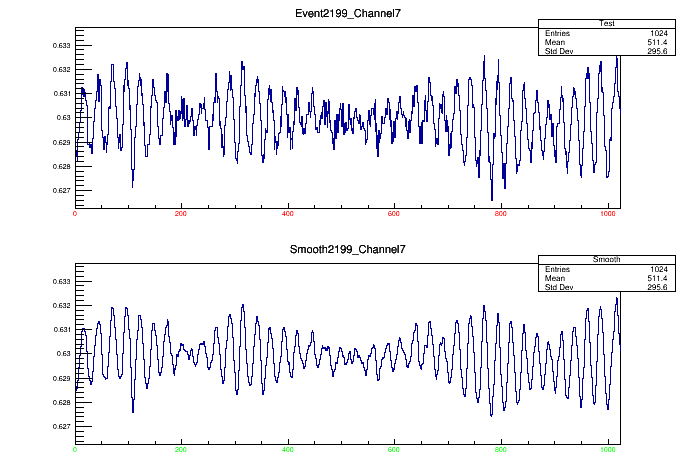 Event2199_Channel7
Test
Entries 1024
Mean 511.4
Std Dev 295.6
0.633
0.632
0.631
0.63
0.629
0.628
0.627
0 200 400 600 800 1000
Smooth2199_Channel7
Smooth
Entries 1024
Mean 511.4
Std Dev 295.6
0.633
0.632
0.631
0.63
0.629
0.628
0.627
0 200 400 600 800 1000